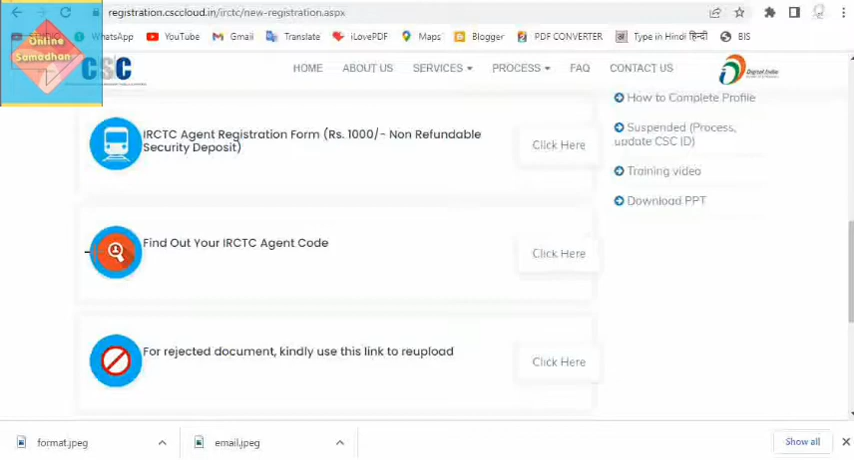 registration.csccloud.in/irctc/new-registration.aspx
WhatsApp
YouTube
Gmail
Translate
iLovePDF
Maps
Blogger
PDF CONVERTER
Type in Hindi हिन्दी
BIS
Online
Samadhan
CSC
HOME
ABOUT US
SERVICES
PROCESS
FAQ
CONTACT US
Digital India
How to Complete Profile
Suspended (Process,
update CSC ID)
Training video
Download PPT
IRCTC Agent Registration Form (Rs. 1000/- Non Refundable
Security Deposit)
Click Here
Find Out Your IRCTC Agent Code
Click Here
For rejected document, kindly use this link to reupload
Click Here
format.jpeg
email.jpeg
Show all